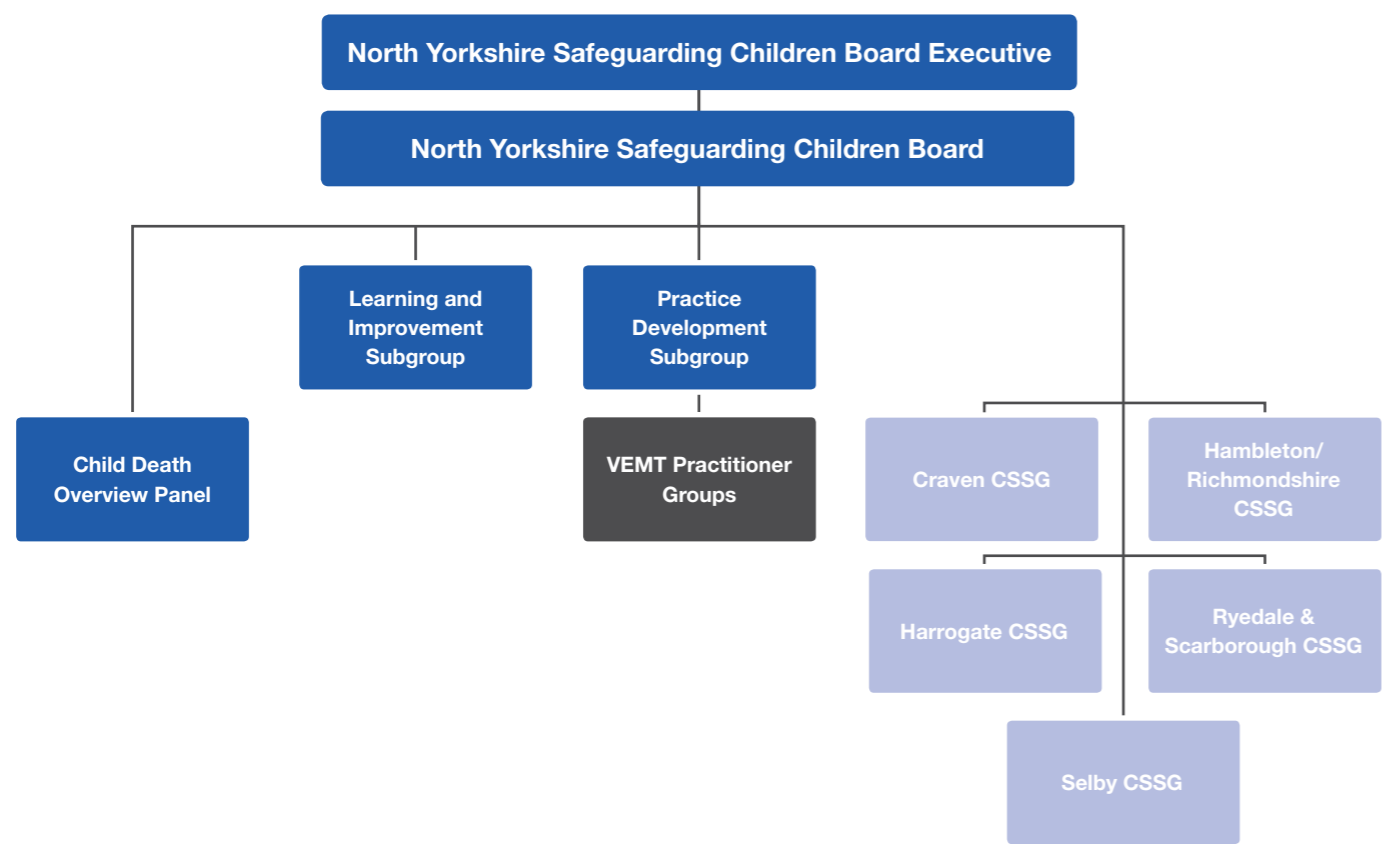 North Yorkshire Safeguarding Children Board Executive
North Yorkshire Safeguarding Children Board
Learning and
Improvement
Subgroup
Practice
Development
Subgroup
Child Death
Overview Panel
VEMT Practitioner
Groups
Craven CSSG
Hambleton/
Richmondshire
CSSG
Harrogate CSSG
Ryedale &
Scarborough CSSG
Selby CSSG